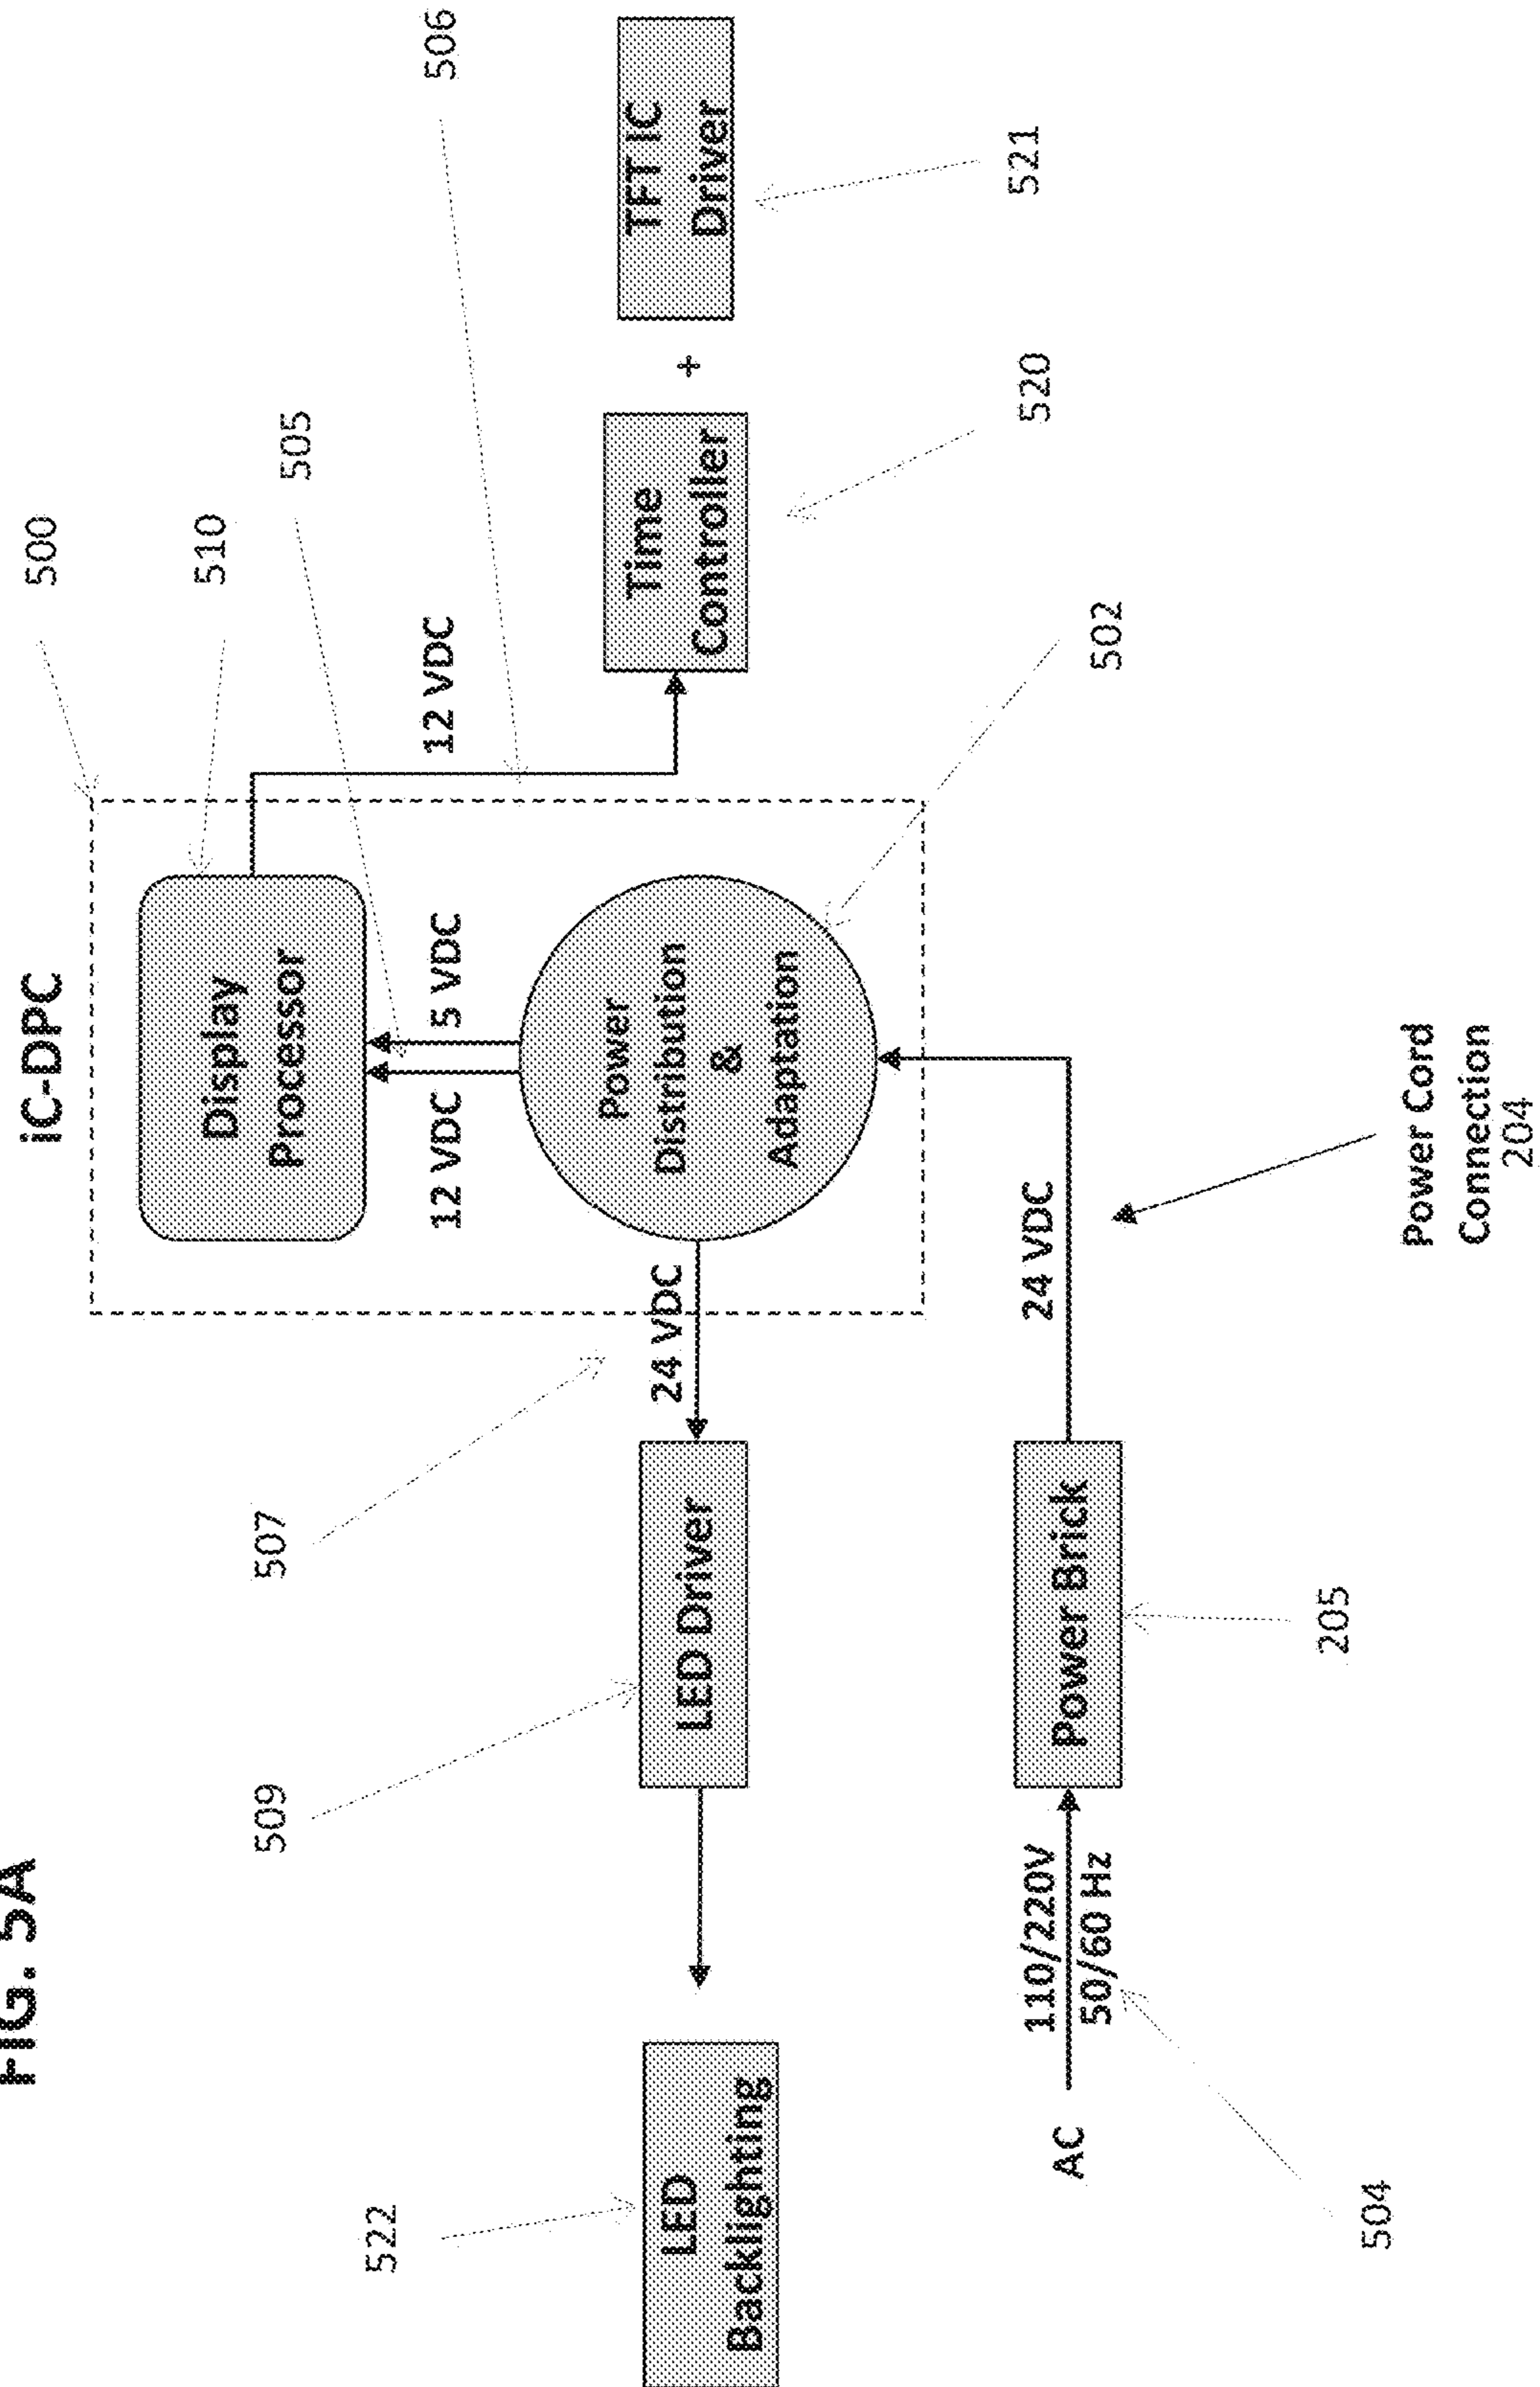 FIG. 5A
iC-DPC
500
510
505
506
Display
Processor
12 VDC
12 VDC
5 VDC
507
509
522
LED
Backlighting
LED Driver
24 VDC
Power
Distribution
&
Adaptation
Time
Controller
+
TFT IC
Driver
520
521
502
AC
110/220V
50/60 Hz
Power Brick
24 VDC
504
205
Power Cord
Connection
204